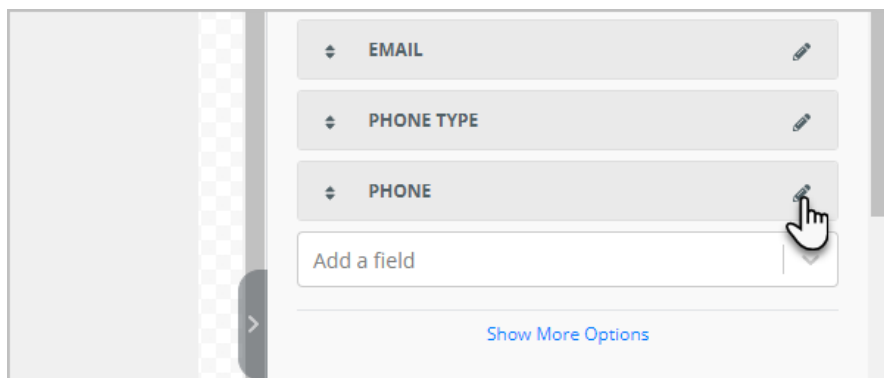 EMAIL
PHONE TYPE
PHONE
Add a field
Show More Options